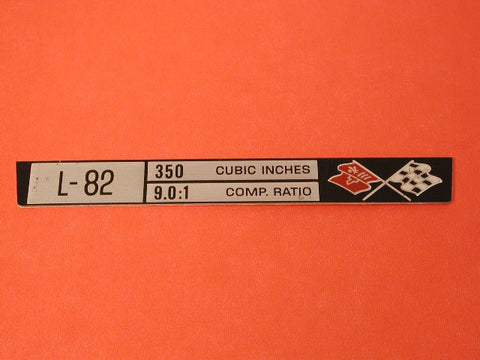 L-82
350 CUBIC INCHES
9.0:1 COMP. RATIO